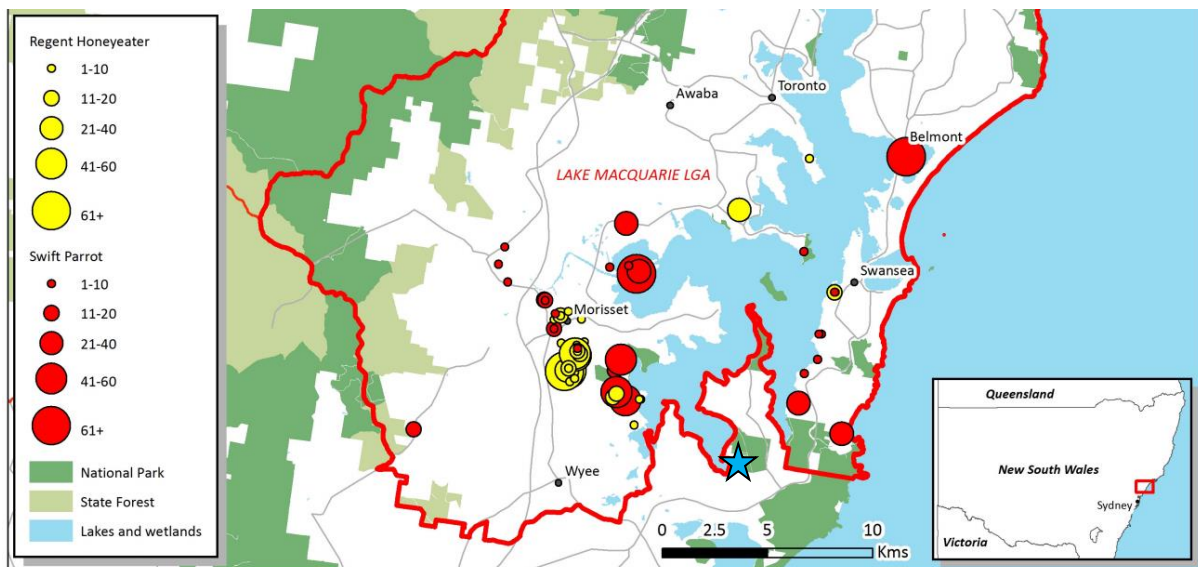 Regent Honeyeater
1-10
11-20
21-40
41-60
61+
Swift Parrot
1-10
11-20
21-40
41-60
61+
National Park
State Forest
Lakes and wetlands
Toronto
Awaba
Belmont
LAKE MACQUARIE LGA
Swansea
Morisset
Wyee
0 2.5 5 10
Kms
Queensland
New South Wales
Sydney
Victoria